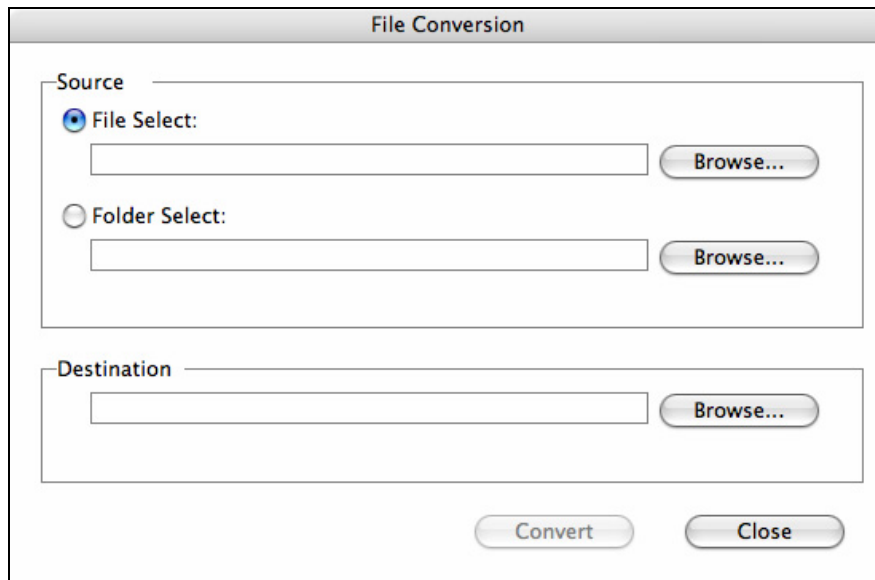 File Conversion
Source
File Select:
Browse...
Folder Select:
Browse...
Destination
Browse...
Convert
Close